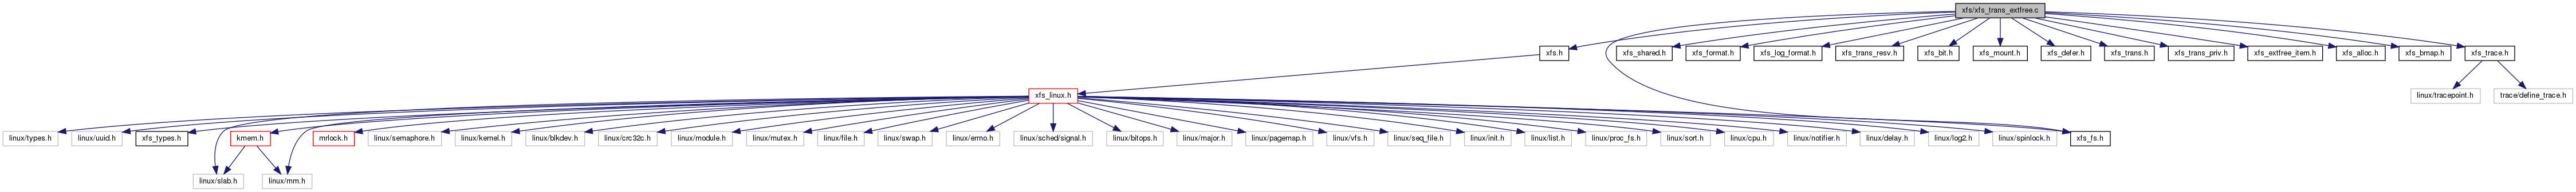 xfs/xfs_trans_extfree.c
xfs.h
xfs_shared.h
xfs_format.h
xfs_log_format.h
xfs_trans_resv.h
xfs_bit.h
xfs_mount.h
xfs_defer.h
xfs_trans.h
xfs_trans_priv.h
xfs_extfree_item.h
xfs_alloc.h
xfs_bmap.h
xfs_trace.h
xfs_linux.h
linux/tracepoint.h
trace/define_trace.h
linux/types.h
linux/uuid.h
xfs_types.h
kmem.h
mrlock.h
linux/semaphore.h
linux/kernel.h
linux/blkdev.h
linux/crc32c.h
linux/module.h
linux/mutex.h
linux/file.h
linux/swap.h
linux/errno.h
linux/sched/signal.h
linux/bitops.h
linux/major.h
linux/pagemap.h
linux/vfs.h
linux/seq_file.h
linux/init.h
linux/list.h
linux/proc_fs.h
linux/sort.h
linux/cpu.h
linux/notifier.h
linux/delay.h
linux/log2.h
linux/spinlock.h
xfs_fs.h
linux/slab.h
linux/mm.h